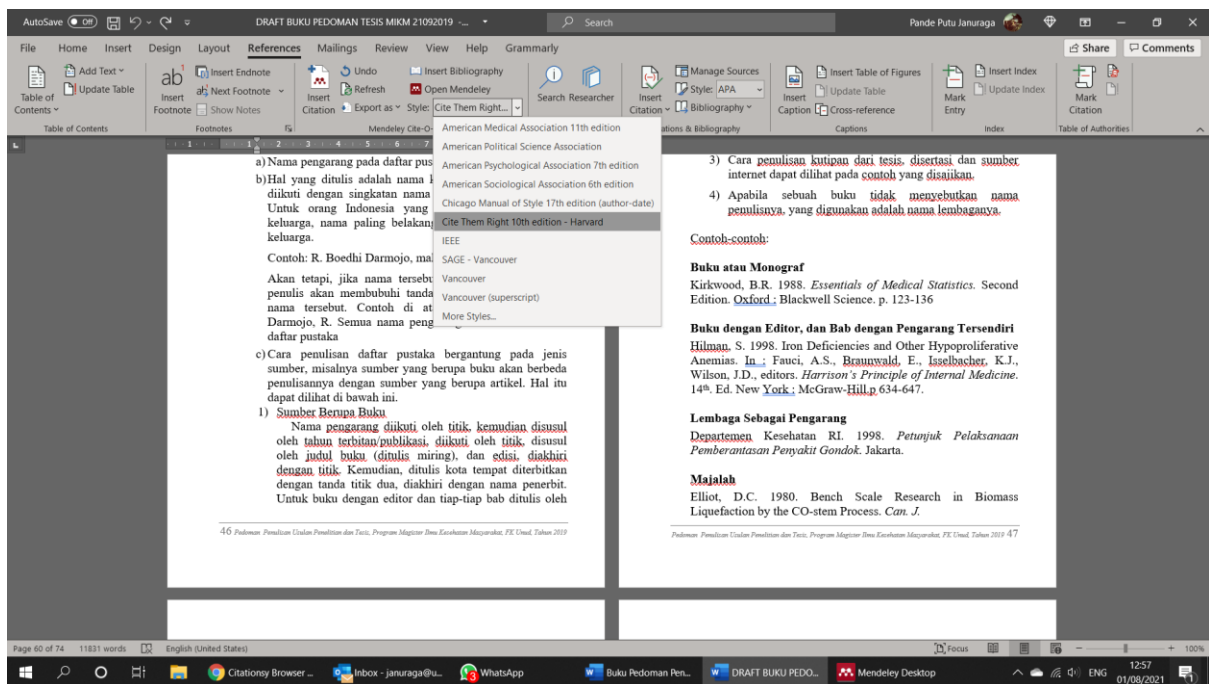 AutoSave Off DRAFT BUKU PEDOMAN TESIS MIKM 21092019 -... Search Pande Putu Januraga
File Home Insert Design Layout References Mailings Review View Help Grammarly Share Comments
Table of Contents
Add Text
Update Table
Table of Contents
ab
Insert Footnote
Insert Endnote
Next Footnote
Show Notes
Footnotes
Insert Citation
Undo
Refresh
Export as
Insert Bibliography
Open Mendeley
Style: Cite Them Right...
Mendeley Cite-O-
Search Researcher
Insert Citation
Manage Sources
Style: APA
Bibliography
ations & Bibliography
Insert Caption
Insert Table of Figures
Update Table
Cross-reference
Captions
Mark Entry
Insert Index
Update Index
Index
Mark Citation
Table of Authorities
American Medical Association 11th edition
American Political Science Association
American Psychological Association 7th edition
American Sociological Association 6th edition
Chicago Manual of Style 17th edition (author-date)
Cite Them Right 10th edition - Harvard
IEEE
SAGE - Vancouver
Vancouver
Vancouver (superscript)
More Styles...
1 1 2 3 4 5 6 7
a) Nama pengarang pada daftar pus
b) Hal yang ditulis adalah nama
diikuti dengan singkatan nama
Untuk orang Indonesia yang
keluarga, nama paling belakang
keluarga.
Contoh: R. Boedhi Darmojo, mal
Akan tetapi, jika nama tersebu
penulis akan membubuhi tanda
nama tersebut. Contoh di at
Darmojo, R. Semua nama peng
daftar pustaka
c) Cara penulisan daftar pustaka bergantung pada jenis
sumber, misalnya sumber yang berupa buku akan berbeda
penulisannya dengan sumber yang berupa artikel. Hal itu
dapat dilihat di bawah ini.
1) Sumber Berupa Buku
Nama pengarang diikuti oleh titik, kemudian disusul
oleh tahun terbitan/publikasi, diikuti oleh titik, disusul
oleh judul buku (ditulis miring), dan edisi, diakhiri
dengan titik. Kemudian, ditulis kota tempat diterbitkan
dengan tanda titik dua, diakhiri dengan nama penerbit.
Untuk buku dengan editor dan tiap-tiap bab ditulis oleh
46 Pedoman Penulisan Usulan Penelitian dan Tesis, Program Magister Ilmu Kesehatan Masyarakat, FK Unud, Tahun 2019
3) Cara penulisan kutipan dari tesis, disertasi dan sumber
internet dapat dilihat pada contoh yang disajikan.
4) Apabila sebuah buku tidak menyebutkan nama
penulisnya, yang digunakan adalah nama lembaganya.
Contoh-contoh:
Buku atau Monograf
Kirkwood, B.R. 1988. Essentials of Medical Statistics. Second
Edition. Oxford : Blackwell Science. p. 123-136
Buku dengan Editor, dan Bab dengan Pengarang Tersendiri
Hilman, S. 1998. Iron Deficiencies and Other Hypoproliferative
Anemias. In : Fauci, A.S., Braunwald, E., Isselbacher, K.J.,
Wilson, J.D., editors. Harrison's Principle of Internal Medicine.
14th. Ed. New York : McGraw-Hill.p 634-647.
Lembaga Sebagai Pengarang
Departemen Kesehatan RI. 1998. Petunjuk Pelaksanaan
Pemberantasan Penyakit Gondok. Jakarta.
Majalah
Elliot, D.C. 1980. Bench Scale Research in Biomass
Liquefaction by the CO-stem Process. Can. J.
Pedoman Penulisan Usulan Penelitian dan Tesis, Program Magister Ilmu Kesehatan Masyarakat, FK Unud, Tahun 2019 47
Page 60 of 74 11831 words English (United States) Focus 100%
Citationsy Browser ... Inbox - januraga@u... WhatsApp Buku Pedoman Pen... DRAFT BUKU PEDO... Mendeley Desktop ENG 12:57
01/08/2021